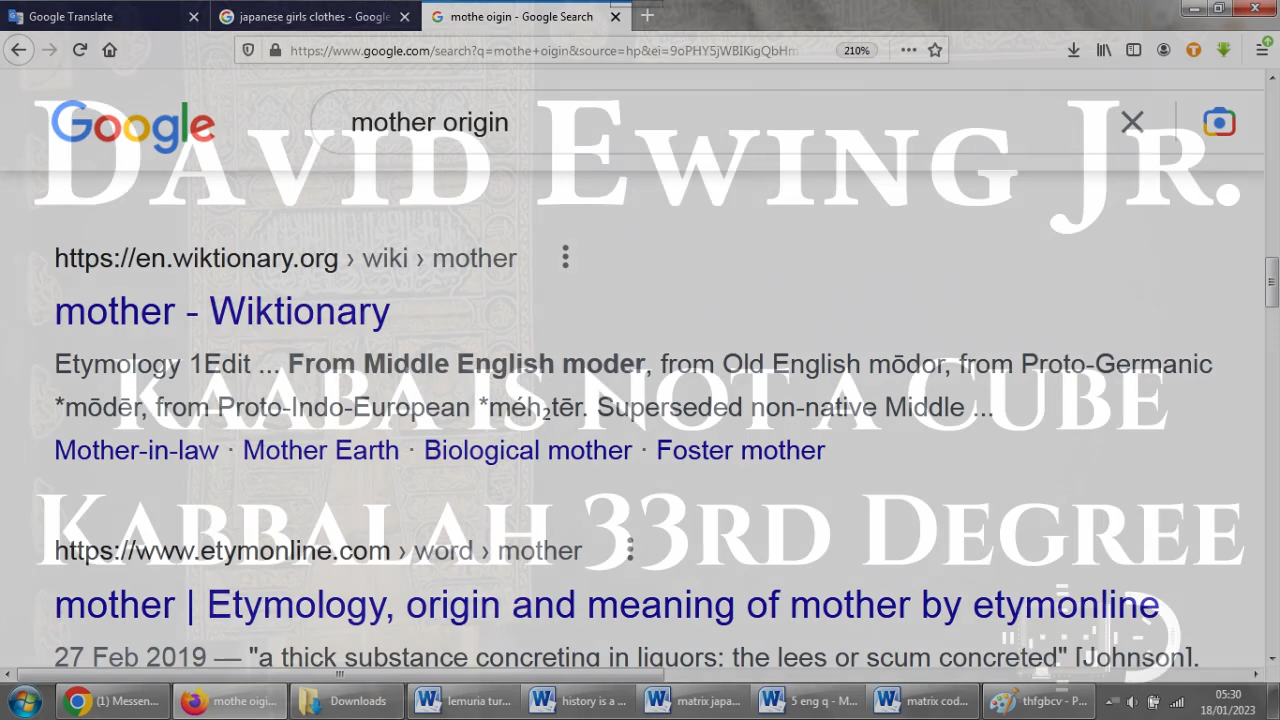 Google Translate
japanese girls clothes - Google
mothe oigin - Google Search
https://www.google.com/search?q=mothe+oigin&source=hp&ei=9oPHY5jWBIKigQbHm
210%
Google
mother origin
DAVID EWING JR.
https://en.wiktionary.org › wiki › mother
mother - Wiktionary
Etymology 1Edit ... From Middle English moder, from Old English mōdor, from Proto-Germanic
KAABA IS NOT A CUBE
*mōdēr, from Proto-Indo-European *méh₂tēr. Superseded non-native Middle ...
Mother-in-law · Mother Earth · Biological mother · Foster mother
KABBALAH 33RD DEGREE
https://www.etymonline.com › word › mother
mother | Etymology, origin and meaning of mother by etymonline
27 Feb 2019 — "a thick substance concreting in liquors; the lees or scum concreted" [Johnson],
(1) Messen...
mothe oigi...
Downloads
lemuria tur...
history is a ...
matrix japa...
5 eng q - M...
matrix cod...
thfgbcv - P...
05:30
18/01/2023